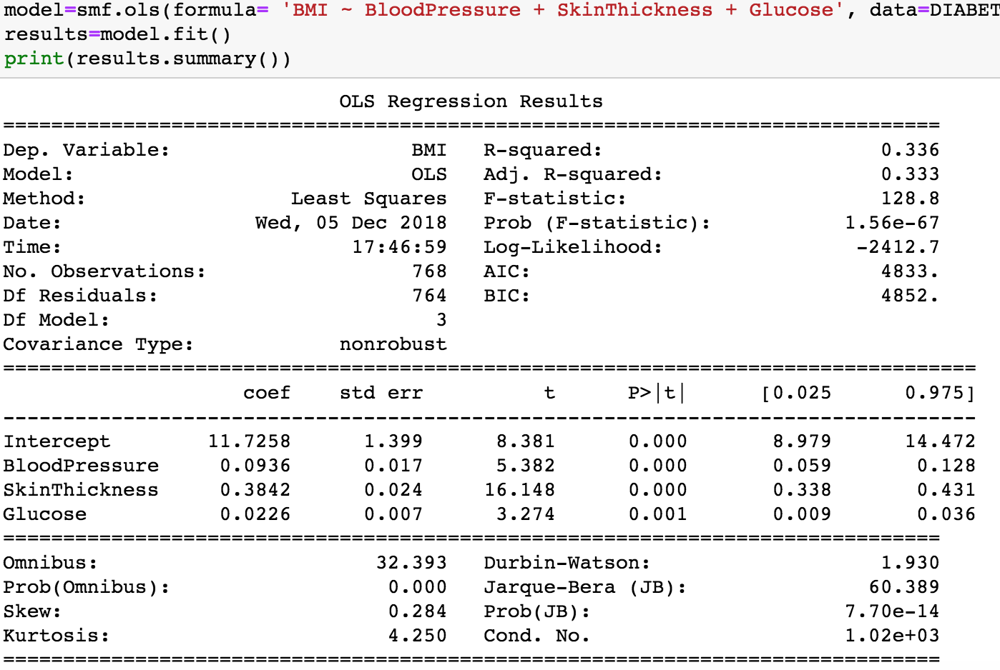 model=smf.ols(formula= 'BMI ~ BloodPressure + SkinThickness + Glucose', data=DIABET
results=model.fit()
print(results.summary())
OLS Regression Results
==============================================================================
Dep. Variable: BMI R-squared: 0.336
Model: OLS Adj. R-squared: 0.333
Method: Least Squares F-statistic: 128.8
Date: Wed, 05 Dec 2018 Prob (F-statistic): 1.56e-67
Time: 17:46:59 Log-Likelihood: -2412.7
No. Observations: 768 AIC: 4833.
Df Residuals: 764 BIC: 4852.
Df Model: 3
Covariance Type: nonrobust
=================================================================================
coef std err t P>|t| [0.025 0.975]
---------------------------------------------------------------------------------
Intercept 11.7258 1.399 8.381 0.000 8.979 14.472
BloodPressure 0.0936 0.017 5.382 0.000 0.059 0.128
SkinThickness 0.3842 0.024 16.148 0.000 0.338 0.431
Glucose 0.0226 0.007 3.274 0.001 0.009 0.036
==============================================================================
Omnibus: 32.393 Durbin-Watson: 1.930
Prob(Omnibus): 0.000 Jarque-Bera (JB): 60.389
Skew: 0.284 Prob(JB): 7.70e-14
Kurtosis: 4.250 Cond. No. 1.02e+03
==============================================================================